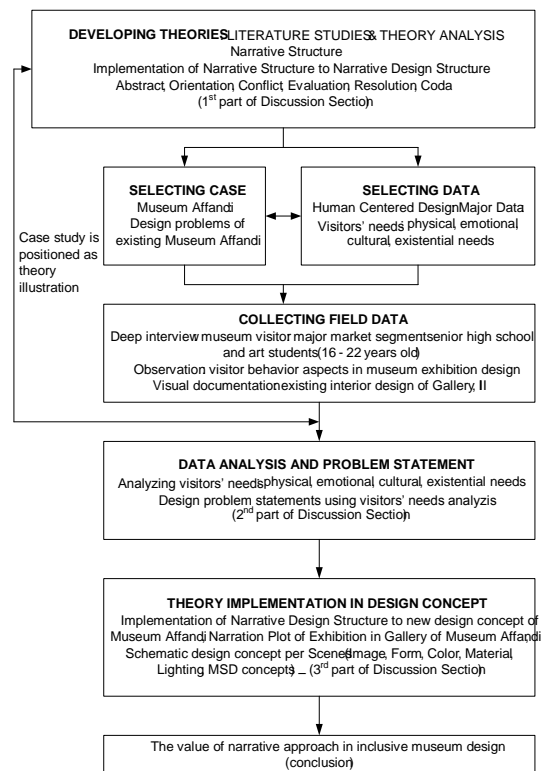 DEVELOPING THEORIES LITERATURE STUDIES & THEORY ANALYSIS
Narrative Structure
Implementation of Narrative Structure to Narrative Design Structure
Abstract, Orientation, Conflict, Evaluation, Resolution, Coda
(1st part of Discussion Section)
SELECTING CASE
Museum Affandi
Design problems of
existing Museum Affandi
SELECTING DATA
Human Centered Design Major Data
Visitors' needs: physical, emotional,
cultural, existential needs
Case study is
positioned as
theory
illustration
COLLECTING FIELD DATA
Deep interview museum visitor major market segment senior high school
and art students (16 - 22 years old)
Observation visitor behavior aspects in museum exhibition design
Visual documentation existing interior design of Gallery I, II
DATA ANALYSIS AND PROBLEM STATEMENT
Analyzing visitors' needs physical, emotional, cultural, existential needs
Design problem statements using visitors' needs analyzis
(2nd part of Discussion Section)
THEORY IMPLEMENTATION IN DESIGN CONCEPT
Implementation of Narrative Design Structure to new design concept of
Museum Affandi, Narration Plot of Exhibition in Gallery of Museum Affandi,
Schematic design concept per Scenes (Image, Form, Color, Material,
Lighting MSD concepts) – (3rd part of Discussion Section)
The value of narrative approach in inclusive museum design
(conclusion)